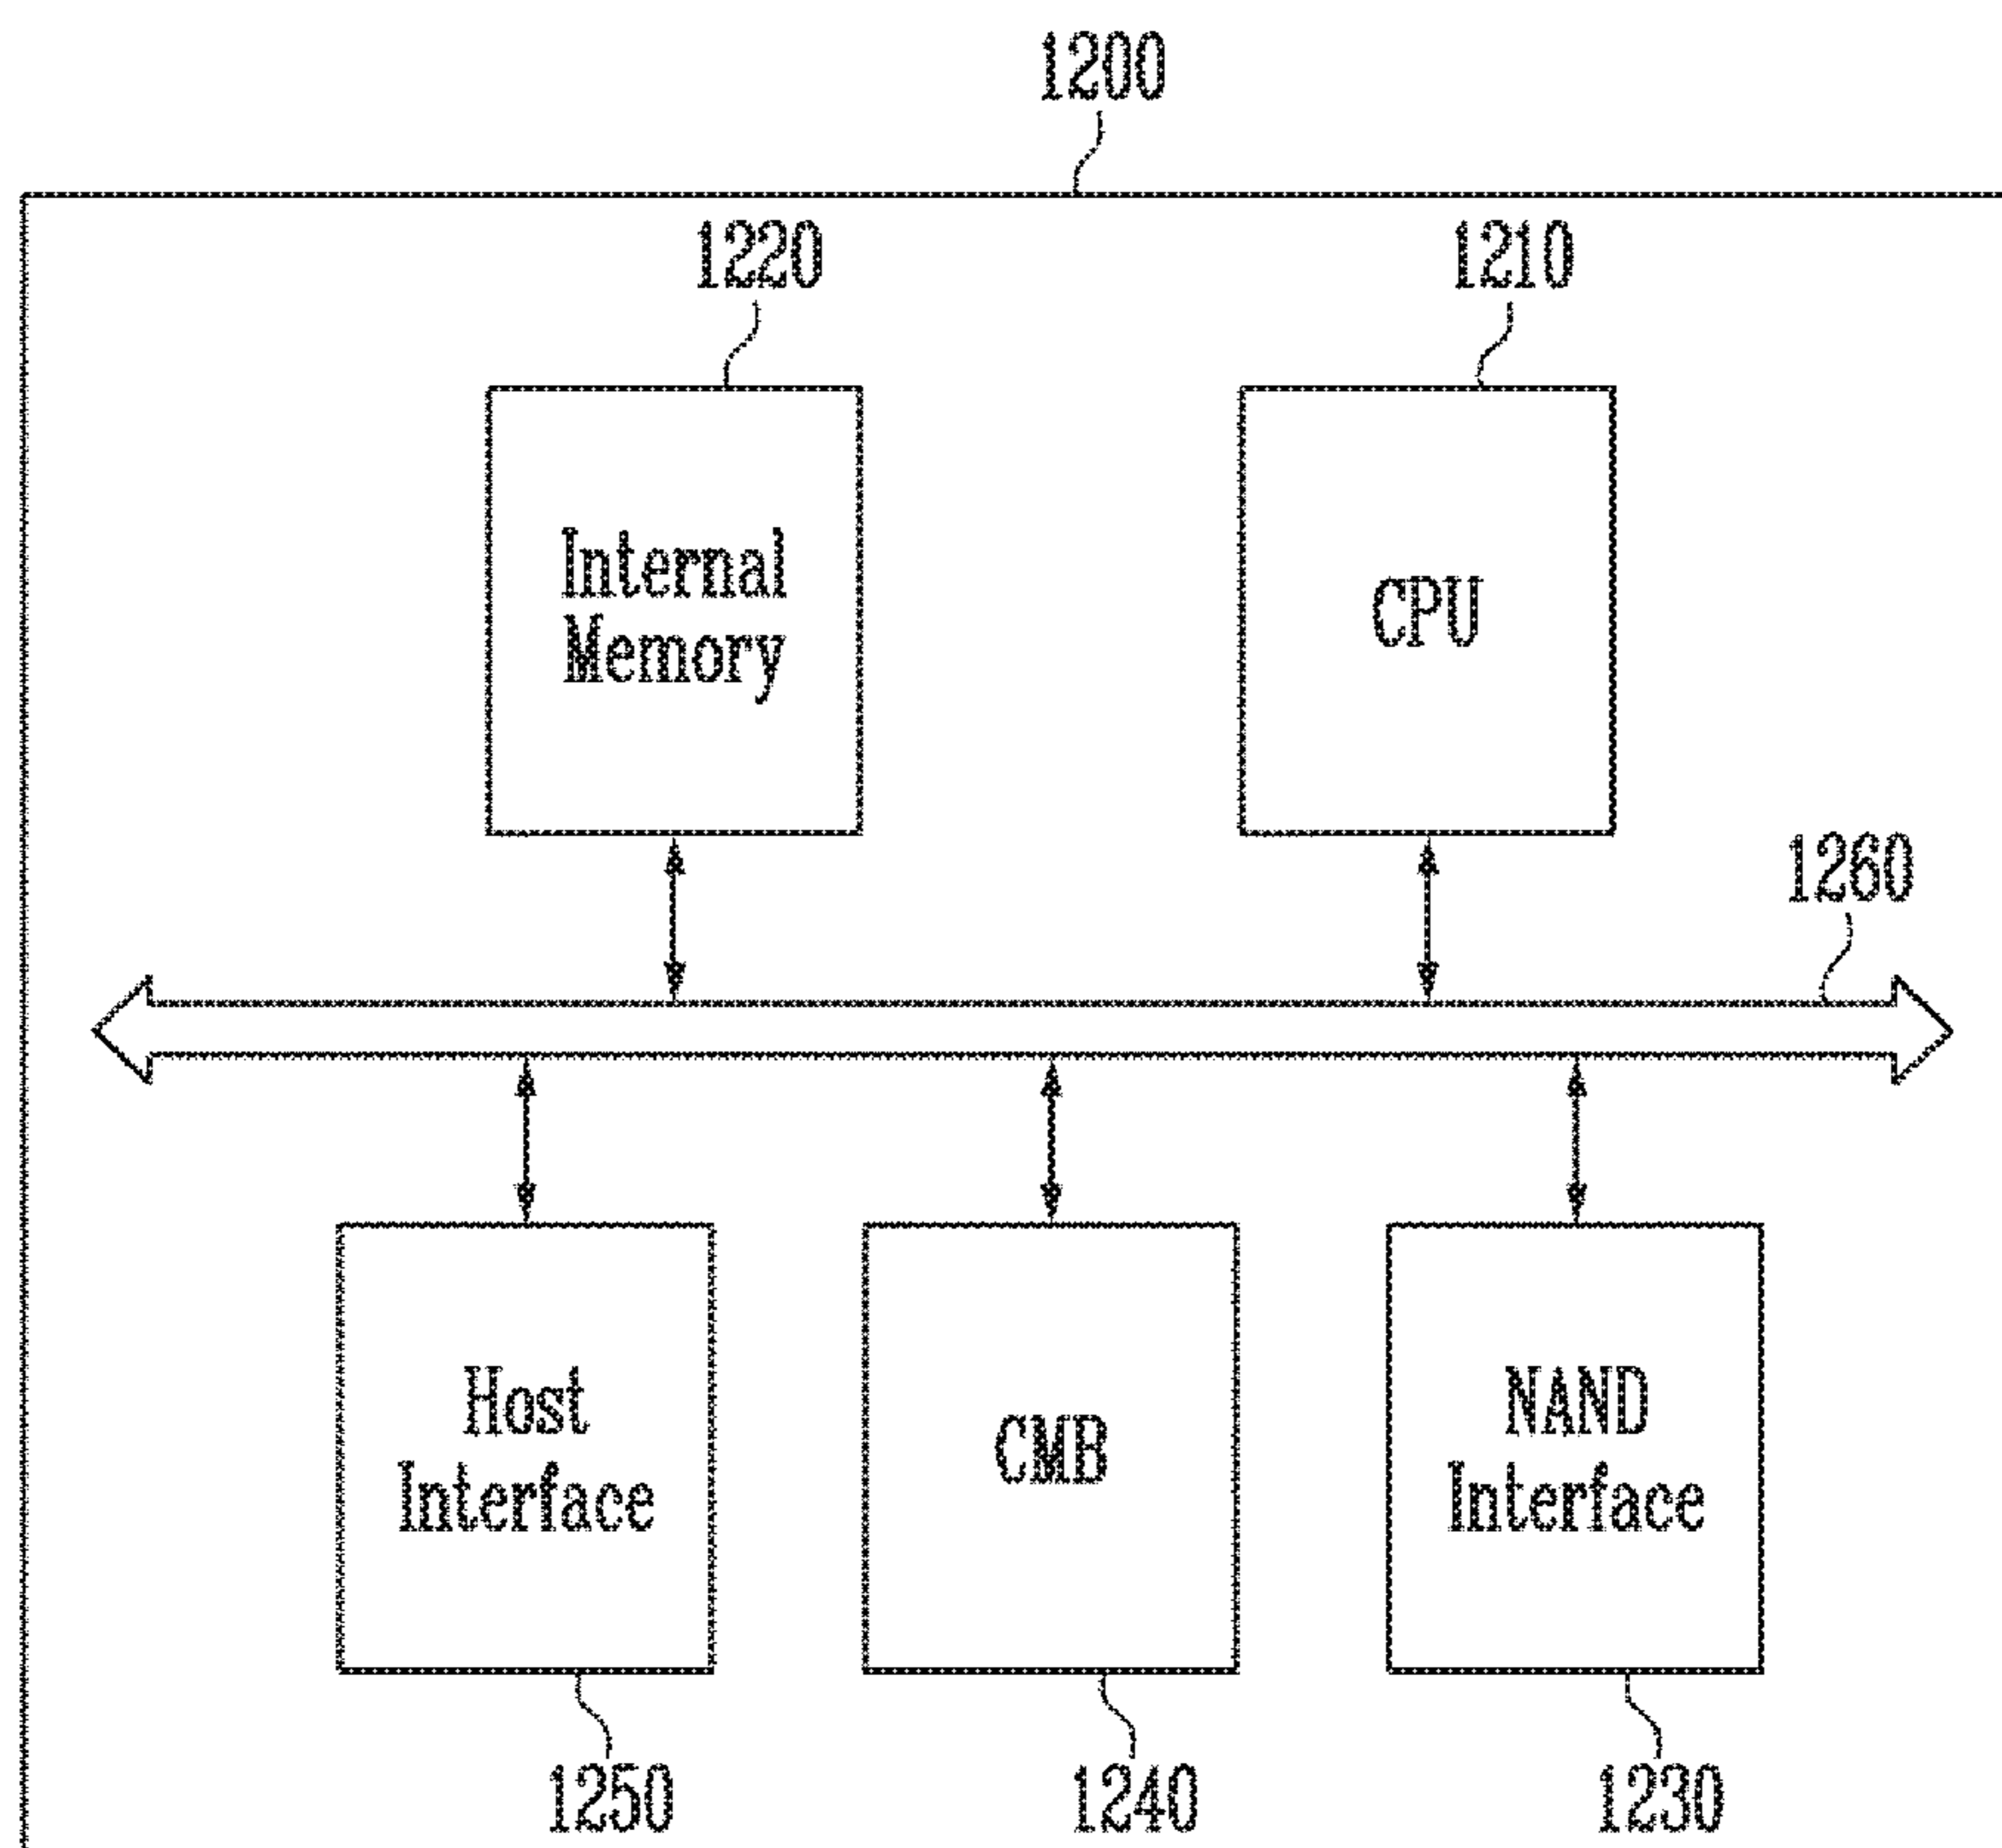 1200
1220
1210
Internal
Memory
CPU
1260
Host
Interface
CMB
NAND
Interface
1250
1240
1230